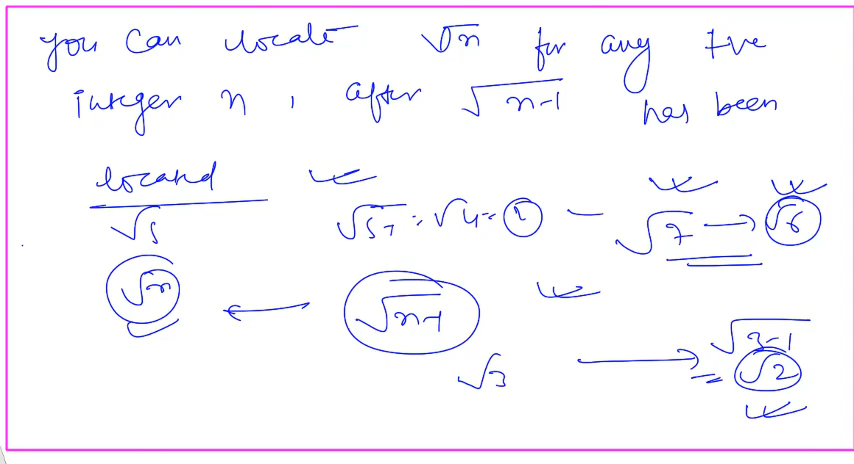 you can locate √n for any +ve
integer n , after √n-1 has been
located
√5 √5-1 = √4 = 2 — √7 → √6
√n ↔ √n-1
√3 → √3-1
= √2